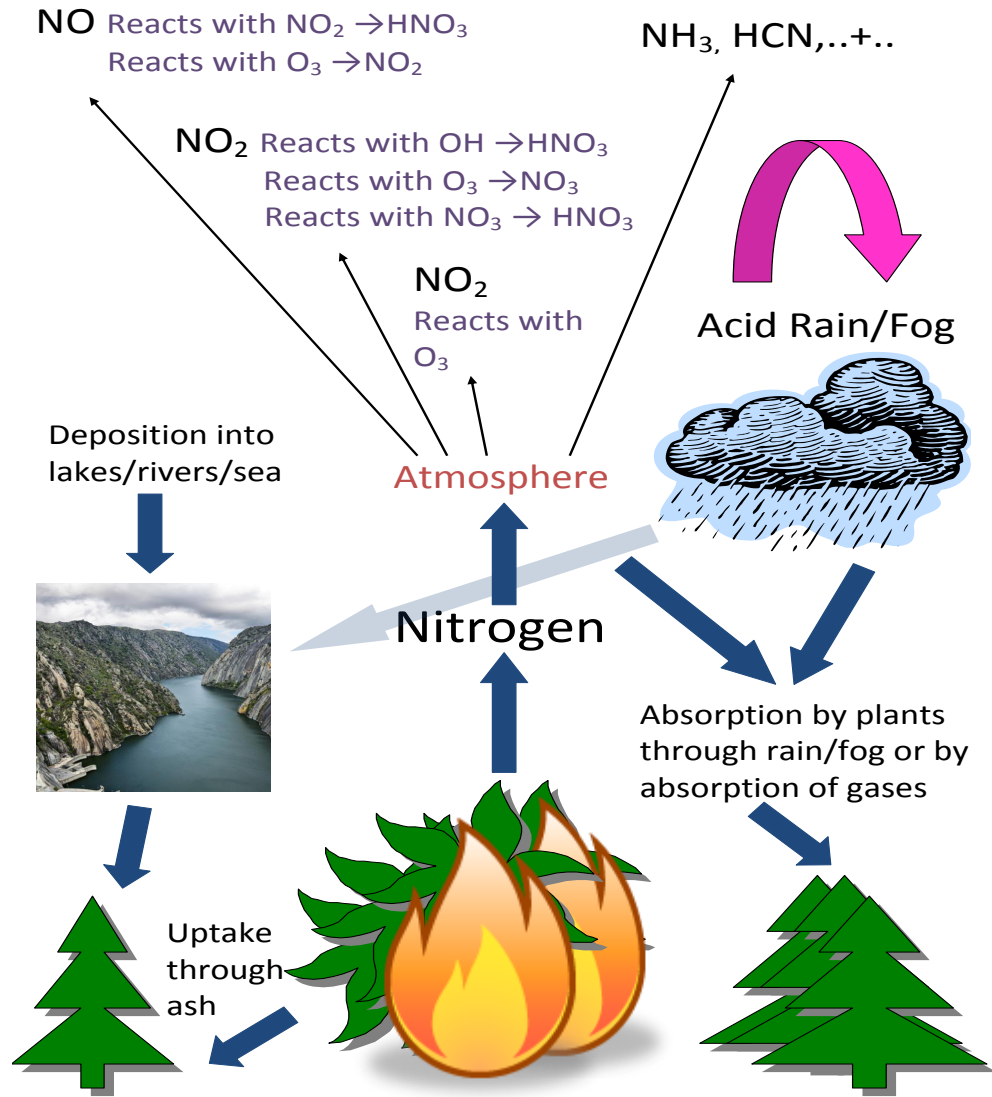 NO Reacts with NO₂ →HNO₃
Reacts with O₃ →NO₂
NH₃, HCN,..+..
NO₂ Reacts with OH →HNO₃
Reacts with O₃ →NO₃
Reacts with NO₃ → HNO₃
NO₂
Reacts with
O₃
Acid Rain/Fog
Deposition into
lakes/rivers/sea
Atmosphere
Nitrogen
Absorption by plants
through rain/fog or by
absorption of gases
Uptake
through
ash